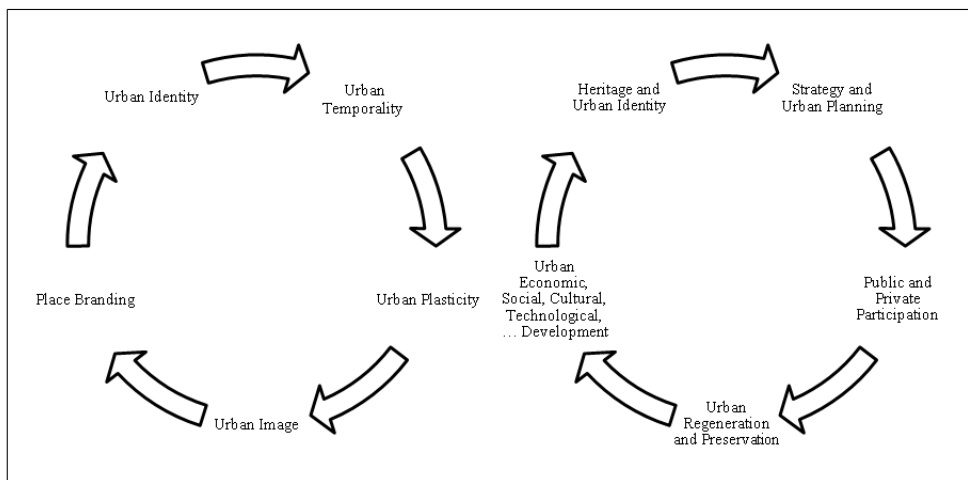 Urban Identity
Urban
Temporality
Urban Plasticity
Urban Image
Place Branding
Heritage and
Urban Identity
Strategy and
Urban Planning
Public and
Private
Participation
Urban
Regeneration
and Preservation
Urban
Economic,
Social, Cultural,
Technological,
… Development